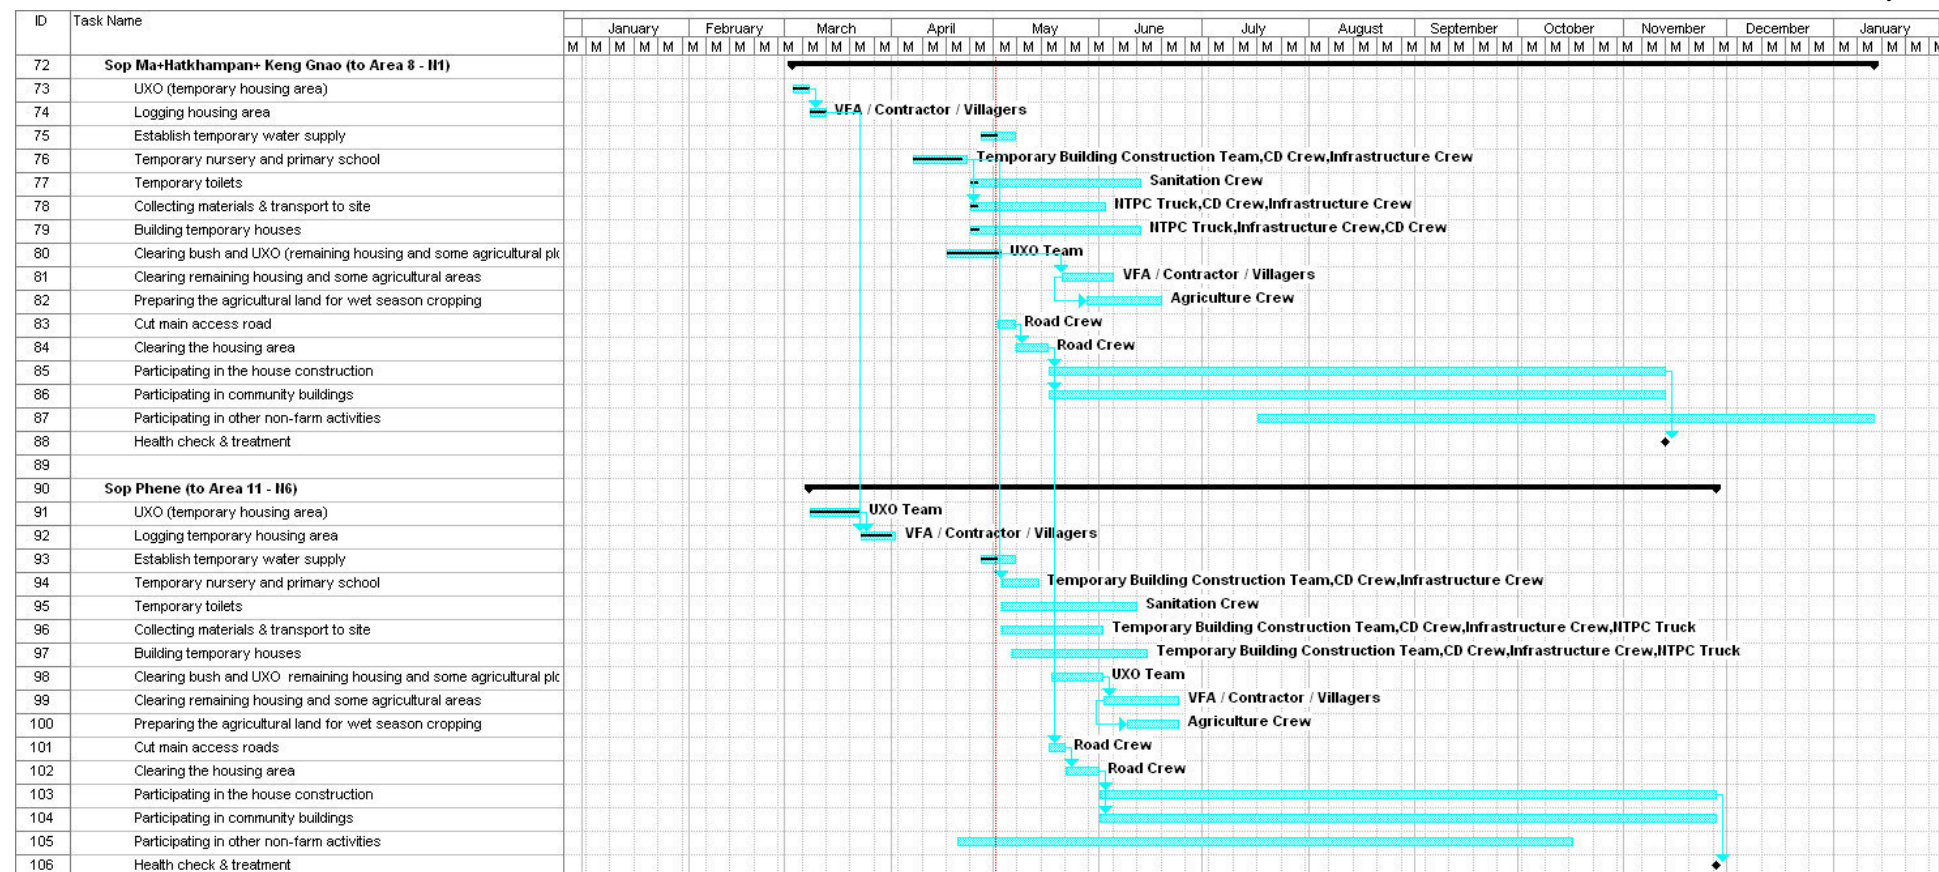 ID Task Name
January February March April May June July August September October November December January
M M M M M M M M M M M M M M M M M M M M M M M M M M M M M M M M M M M M M M M M M M M M M M M M M M M M M M M M M
72 Sop Ma+Hatkhampan+ Keng Gnao (to Area 8 - N1)
73 UXO (temporary housing area)
74 Logging housing area VFA / Contractor / Villagers
75 Establish temporary water supply
76 Temporary nursery and primary school Temporary Building Construction Team,CD Crew,Infrastructure Crew
77 Temporary toilets Sanitation Crew
78 Collecting materials & transport to site NTPC Truck,CD Crew,Infrastructure Crew
79 Building temporary houses NTPC Truck,Infrastructure Crew,CD Crew
80 Clearing bush and UXO (remaining housing and some agricultural plo UXO Team
81 Clearing remaining housing and some agricultural areas VFA / Contractor / Villagers
82 Preparing the agricultural land for wet season cropping Agriculture Crew
83 Cut main access road Road Crew
84 Clearing the housing area Road Crew
85 Participating in the house construction
86 Participating in community buildings
87 Participating in other non-farm activities
88 Health check & treatment
89
90 Sop Phene (to Area 11 - N6)
91 UXO (temporary housing area) UXO Team
92 Logging temporary housing area VFA / Contractor / Villagers
93 Establish temporary water supply
94 Temporary nursery and primary school Temporary Building Construction Team,CD Crew,Infrastructure Crew
95 Temporary toilets Sanitation Crew
96 Collecting materials & transport to site Temporary Building Construction Team,CD Crew,Infrastructure Crew,NTPC Truck
97 Building temporary houses Temporary Building Construction Team,CD Crew,Infrastructure Crew,NTPC Truck
98 Clearing bush and UXO remaining housing and some agricultural plo UXO Team
99 Clearing remaining housing and some agricultural areas VFA / Contractor / Villagers
100 Preparing the agricultural land for wet season cropping Agriculture Crew
101 Cut main access roads Road Crew
102 Clearing the housing area Road Crew
103 Participating in the house construction
104 Participating in community buildings
105 Participating in other non-farm activities
106 Health check & treatment